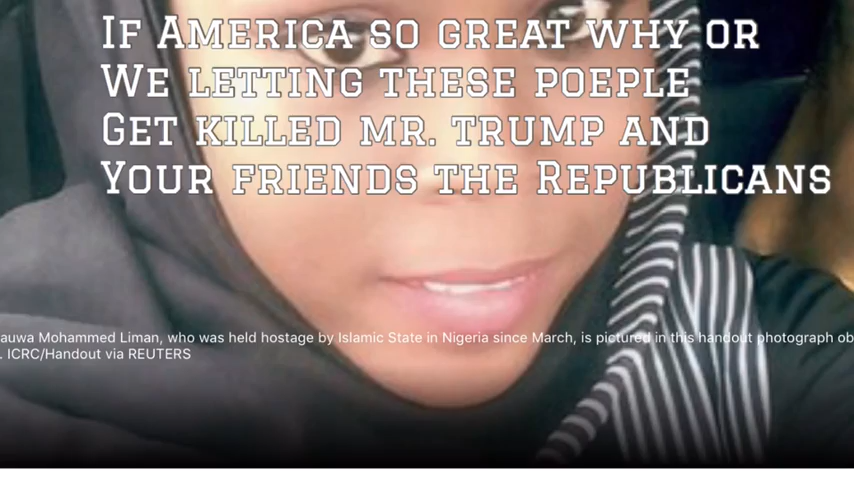 If America so great why or
We letting these poeple
Get killed Mr. Trump and
Your friends the Republicans
auwa Mohammed Liman, who was held hostage by Islamic State in Nigeria since March, is pictured in this handout photograph ob
. ICRC/Handout via REUTERS